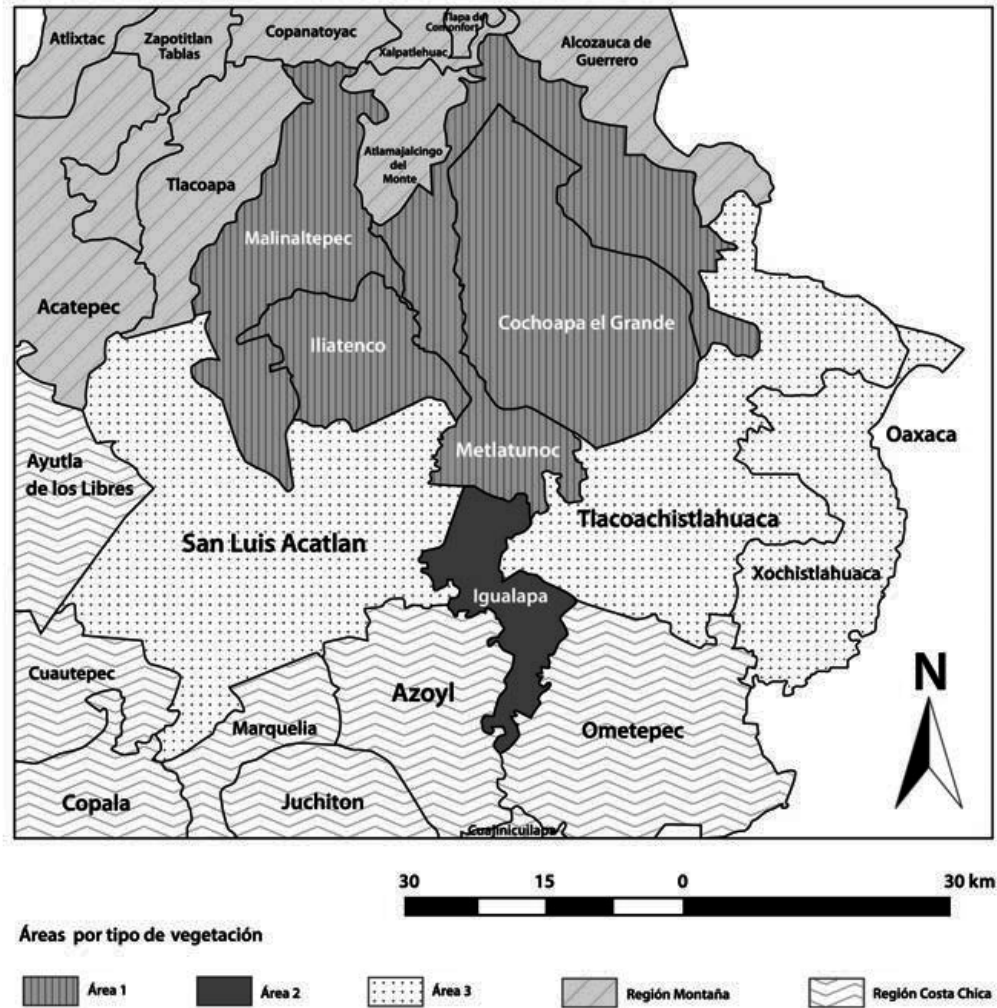 Atlixtac
Zapotitlan
Tablas
Copanatoyac
Xalpatlehuac
Tlapa de
Comonfort
Alcozauca de
Guerrero
Tlacoapa
Atlamajalcingo
del
Monte
Malinaltepec
Acatepec
Iliatenco
Cochoapa el Grande
Metlatunoc
Oaxaca
Ayutla
de los Libres
San Luis Acatlan
Tlacoachistlahuaca
Xochistlahuaca
Igualapa
Cuautepec
Azoyl
Marquelia
Ometepec
N
Copala
Juchiton
Cuajinicuilapa
30 15 0 30 km
Áreas por tipo de vegetación
Área 1 Área 2 Área 3 Región Montaña Región Costa Chica